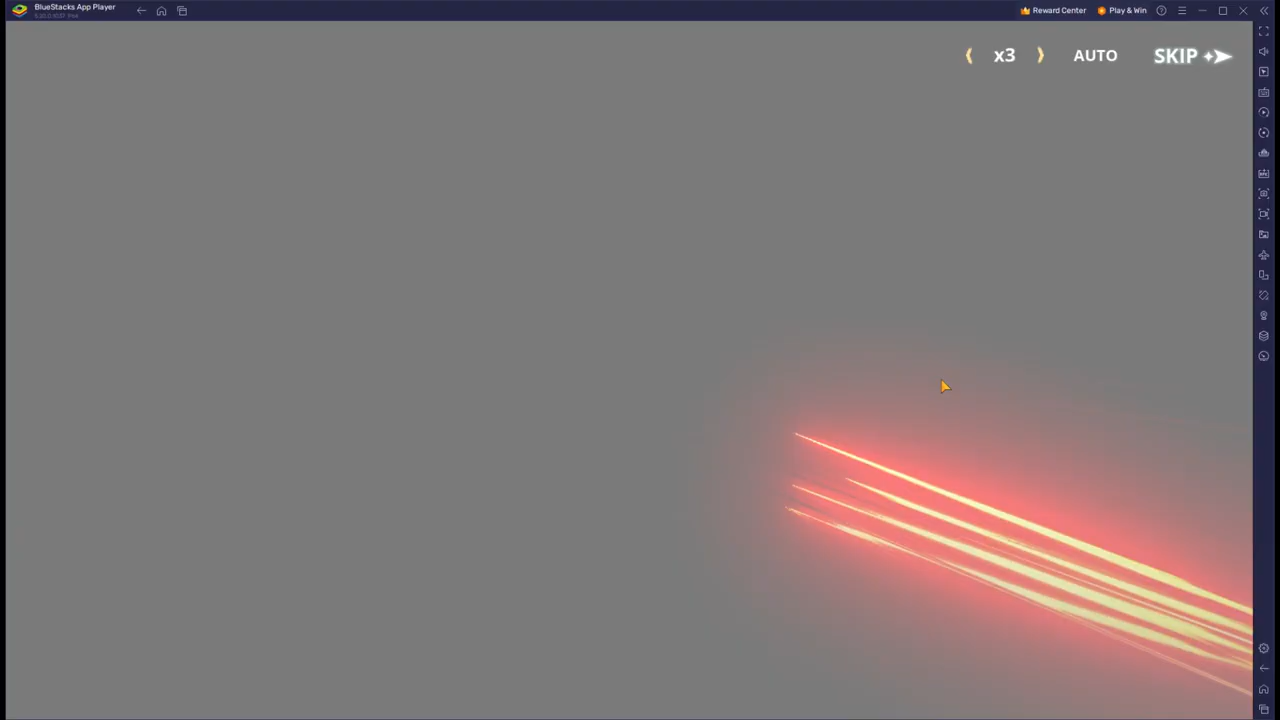 BlueStacks App Player
Reward Center
Play & Win
x3
AUTO
SKIP